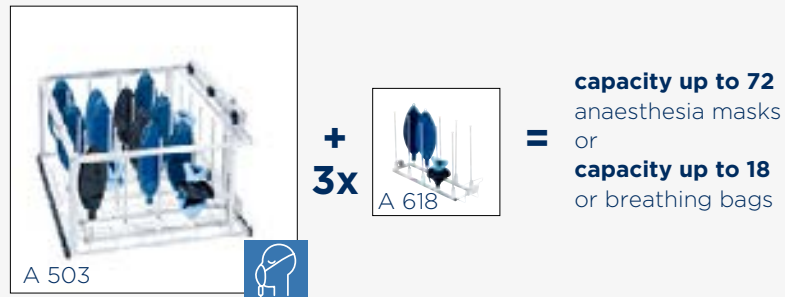 A 503
+
3x
A 618
=
capacity up to 72
anaesthesia masks
or
capacity up to 18
or breathing bags